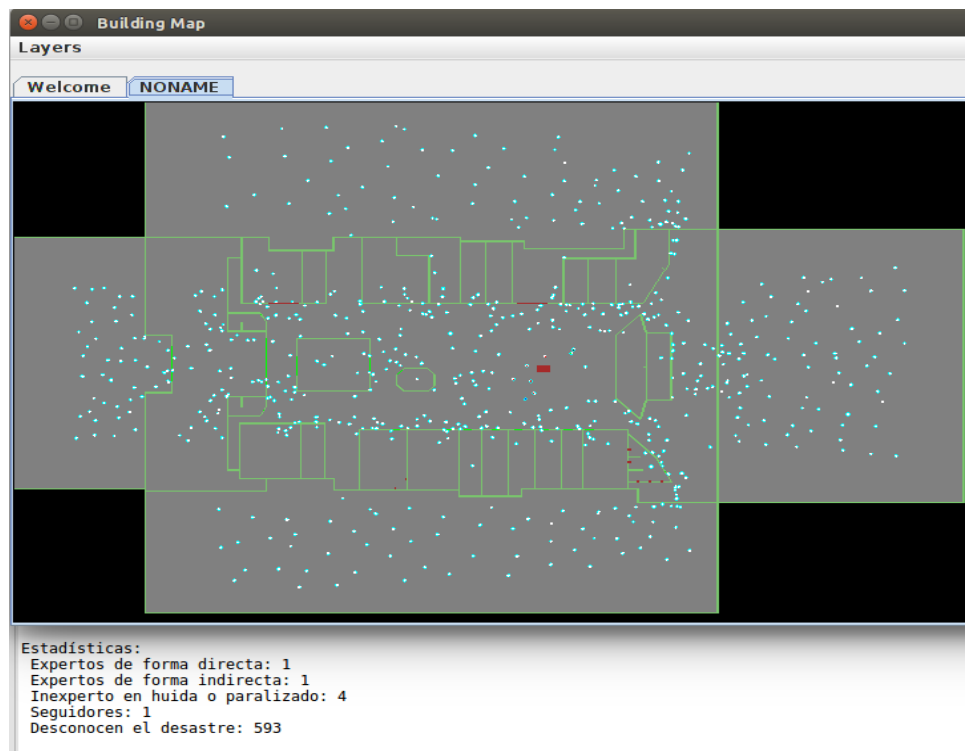 Building Map
Layers
Welcome
NONAME
Estadísticas:
Expertos de forma directa: 1
Expertos de forma indirecta: 1
Inexperto en huida o paralizado: 4
Seguidores: 1
Desconocen el desastre: 593